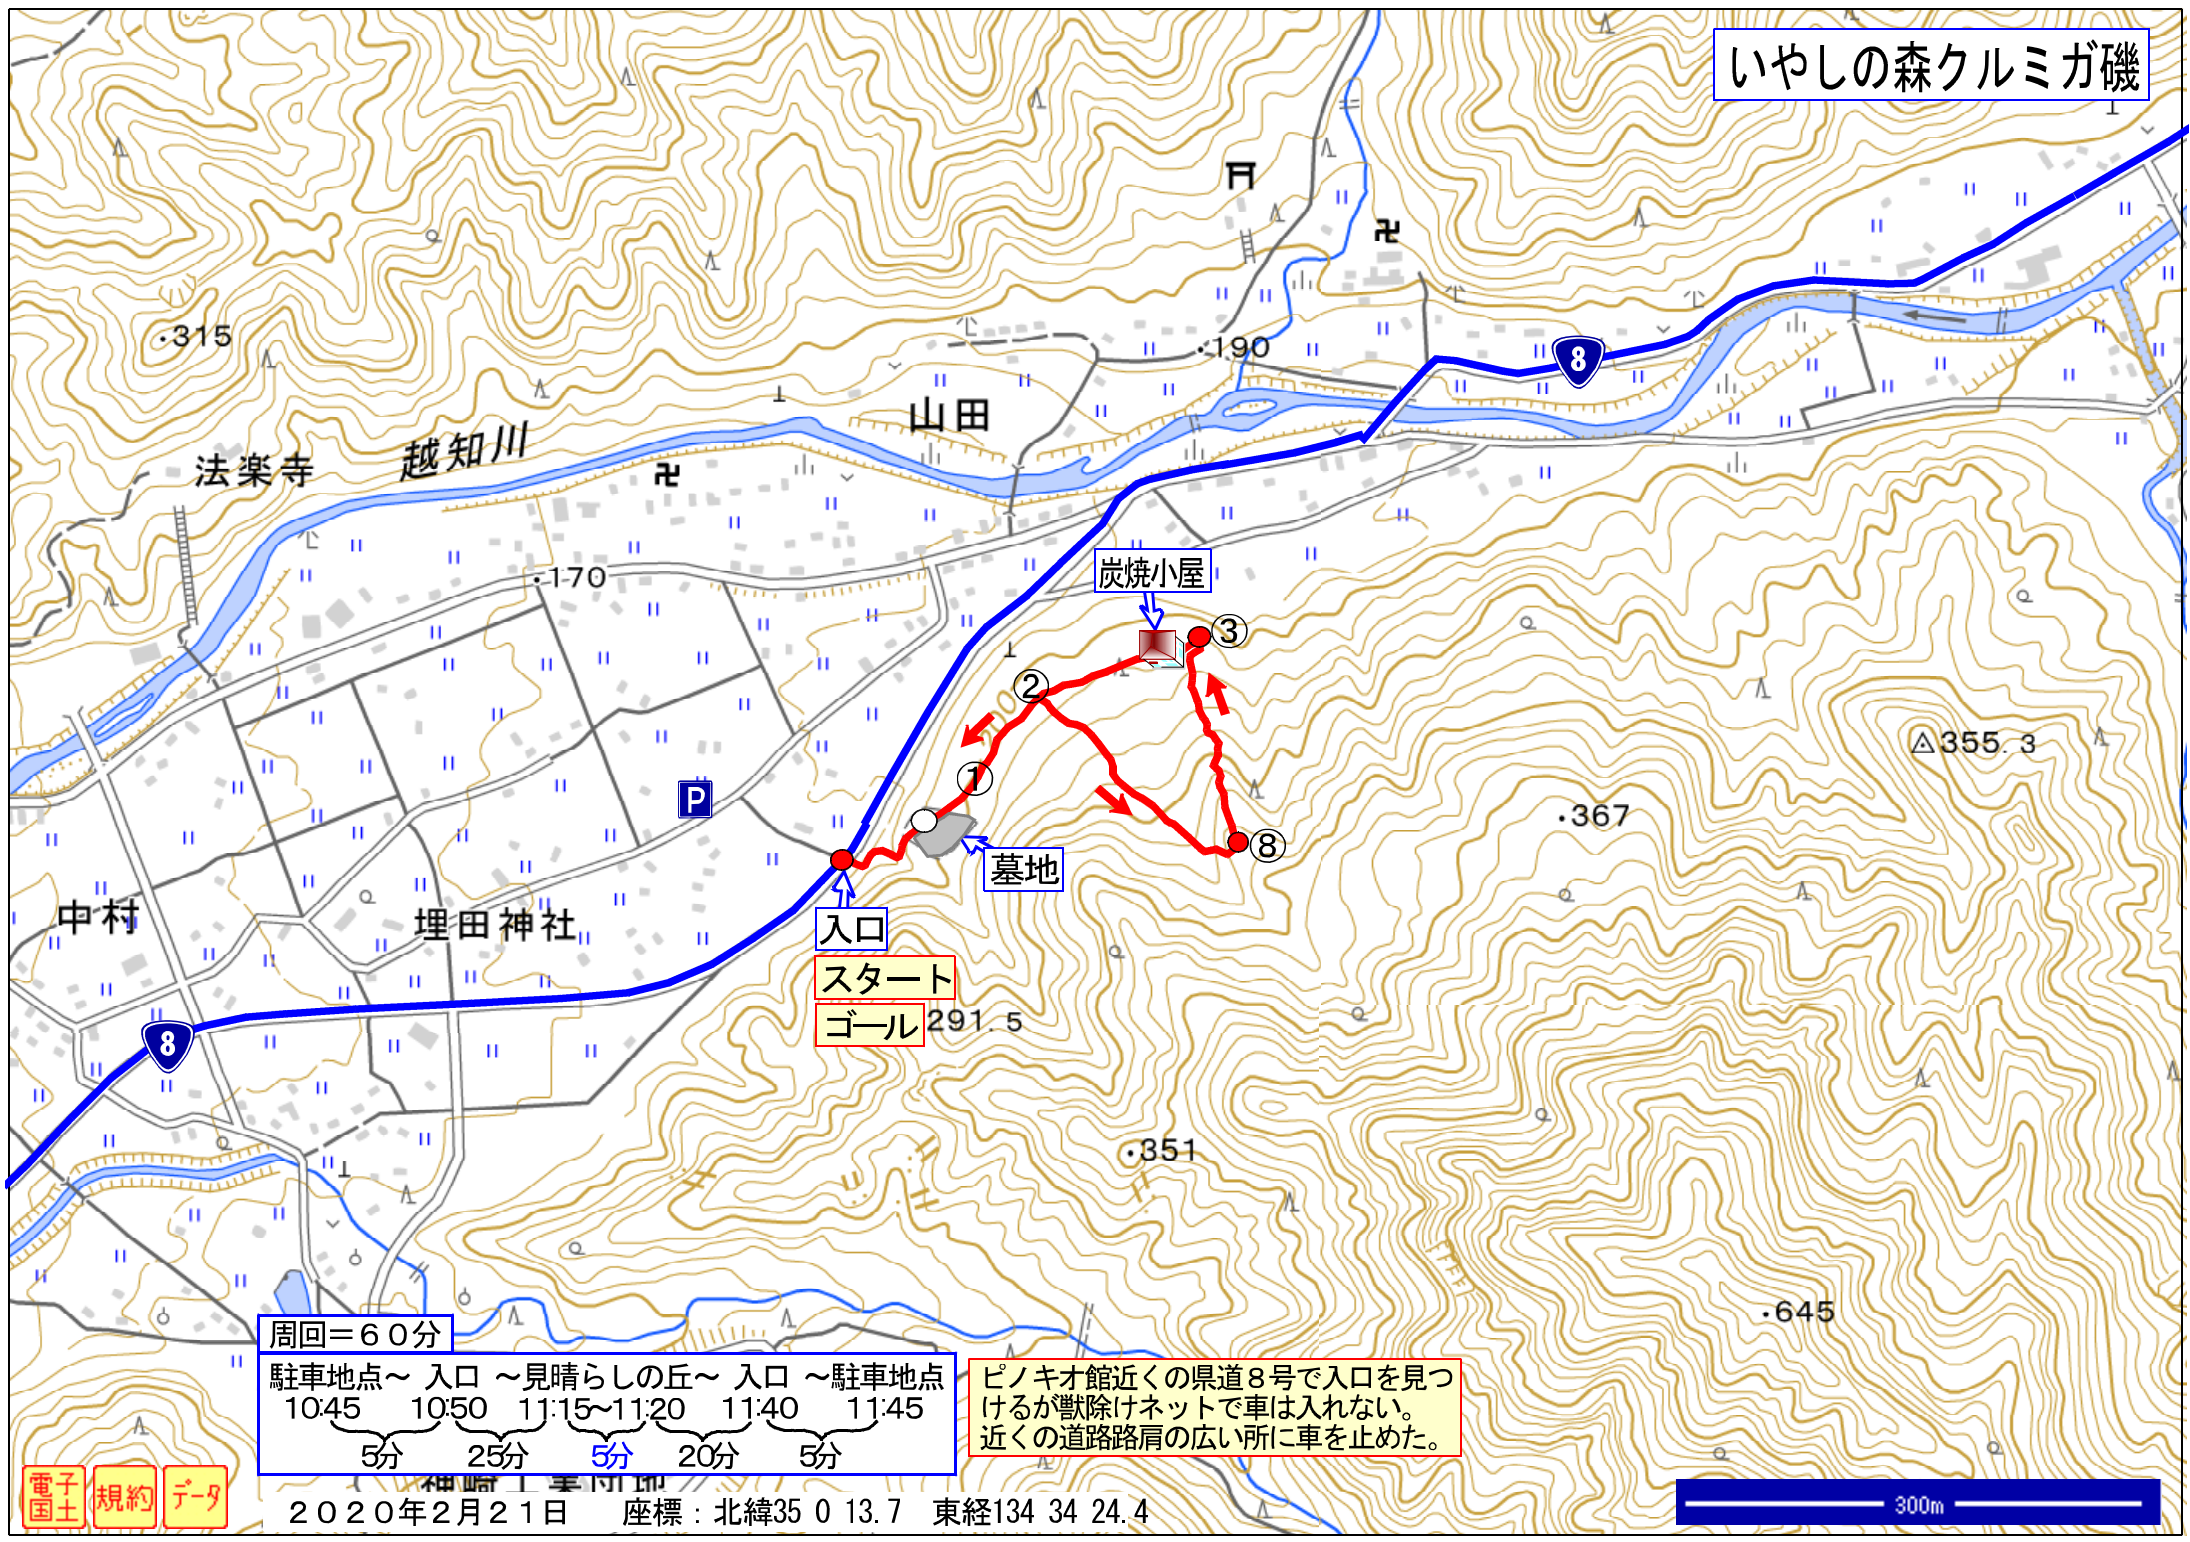 いやしの森クルミガ磯
315
190
8
山田
越知川
法楽寺
170
炭焼小屋
③
②
200
①
355.3
P
367
⑧
墓地
中村
埋田神社
入口
スタート
ゴール
291.5
8
351
645
周回=60分
駐車地点~ 入口 ~見晴らしの丘~ 入口 ~駐車地点
10:45 10:50 11:15~11:20 11:40 11:45
5分 25分 5分 20分 5分
ピノキオ館近くの県道8号で入口を見つ
けるが獣除けネットで車は入れない。
近くの道路路肩の広い所に車を止めた。
電子
国土
規約
データ
神崎工業団地
2020年2月21日 座標:北緯35 0 13.7 東経134 34 24.4
300m